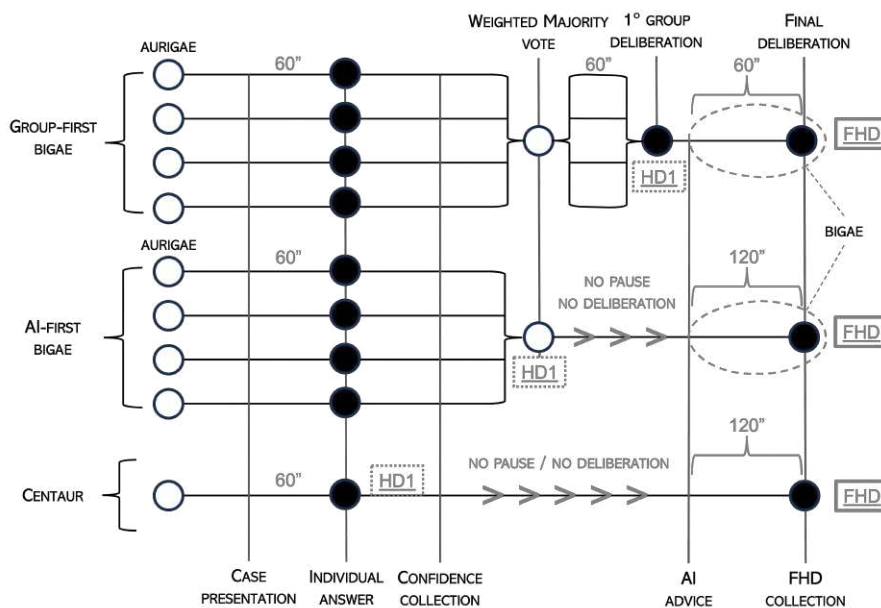 WEIGHTED MAJORITY VOTE
1° GROUP DELIBERATION
FINAL DELIBERATION
AURIGAE
60”
60”
60”
GROUP-FIRST BIGAE
FHD
HD1
BIGAE
AURIGAE
60”
NO PAUSE
NO DELIBERATION
120”
AI-FIRST BIGAE
FHD
HD1
120”
NO PAUSE / NO DELIBERATION
60”
HD1
CENTAUR
FHD
CASE PRESENTATION
INDIVIDUAL ANSWER
CONFIDENCE COLLECTION
AI ADVICE
FHD COLLECTION